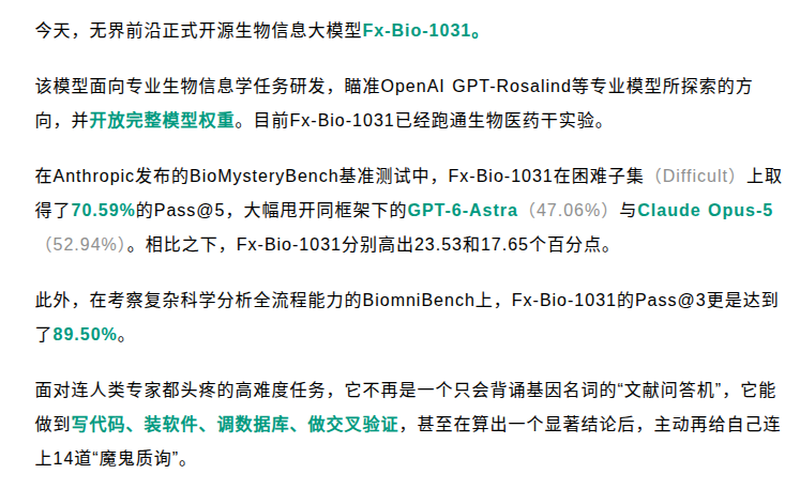 今天，无界前沿正式开源生物信息大模型Fx-Bio-1031。
该模型面向专业生物信息学任务研发，瞄准OpenAI GPT-Rosalind等专业模型所探索的方
向，并开放完整模型权重。目前Fx-Bio-1031已经跑通生物医药干实验。
在Anthropic发布的BioMysteryBench基准测试中，Fx-Bio-1031在困难子集（Difficult）上取
得了70.59%的Pass@5，大幅甩开同框架下的GPT-6-Astra（47.06%）与Claude Opus-5
（52.94%）。相比之下，Fx-Bio-1031分别高出23.53和17.65个百分点。
此外，在考察复杂科学分析全流程能力的BiomniBench上，Fx-Bio-1031的Pass@3更是达到
了89.50%。
面对连人类专家都头疼的高难度任务，它不再是一个只会背诵基因名词的“文献问答机”，它能
做到写代码、装软件、调数据库、做交叉验证，甚至在算出一个显著结论后，主动再给自己连
上14道“魔鬼质询”。